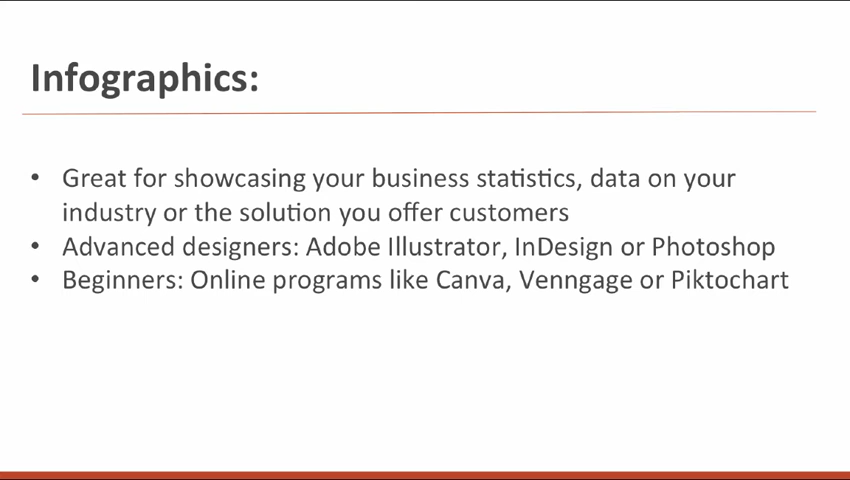 Infographics:
• Great for showcasing your business statistics, data on your
industry or the solution you offer customers
• Advanced designers: Adobe Illustrator, InDesign or Photoshop
• Beginners: Online programs like Canva, Venngage or Piktochart